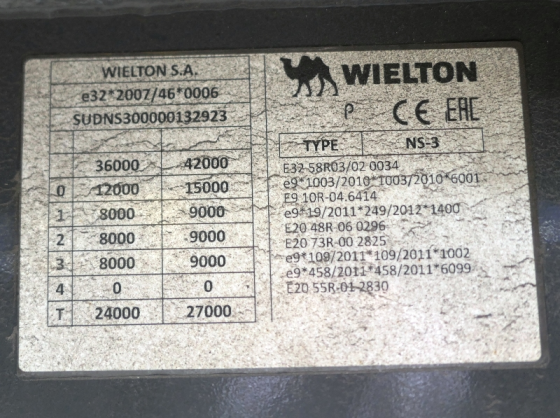 WIELTON S.A.
e32*2007/46*0006
SUDNS300000132923
36000 42000
0 12000 15000
1 8000 9000
2 8000 9000
3 8000 9000
4 0 0
T 24000 27000
WIELTON
P CE EAC
TYPE NS-3
E32 58R03/02 0034
e9*1003/2010*1003/2010*6001
E9 10R-04.6414
e9*19/2011*249/2012*1400
E20 48R-06 0296
E20 73R-00 2825
e9*109/2011*109/2011*1002
e9*458/2011*458/2011*6099
E20 55R-01 2830